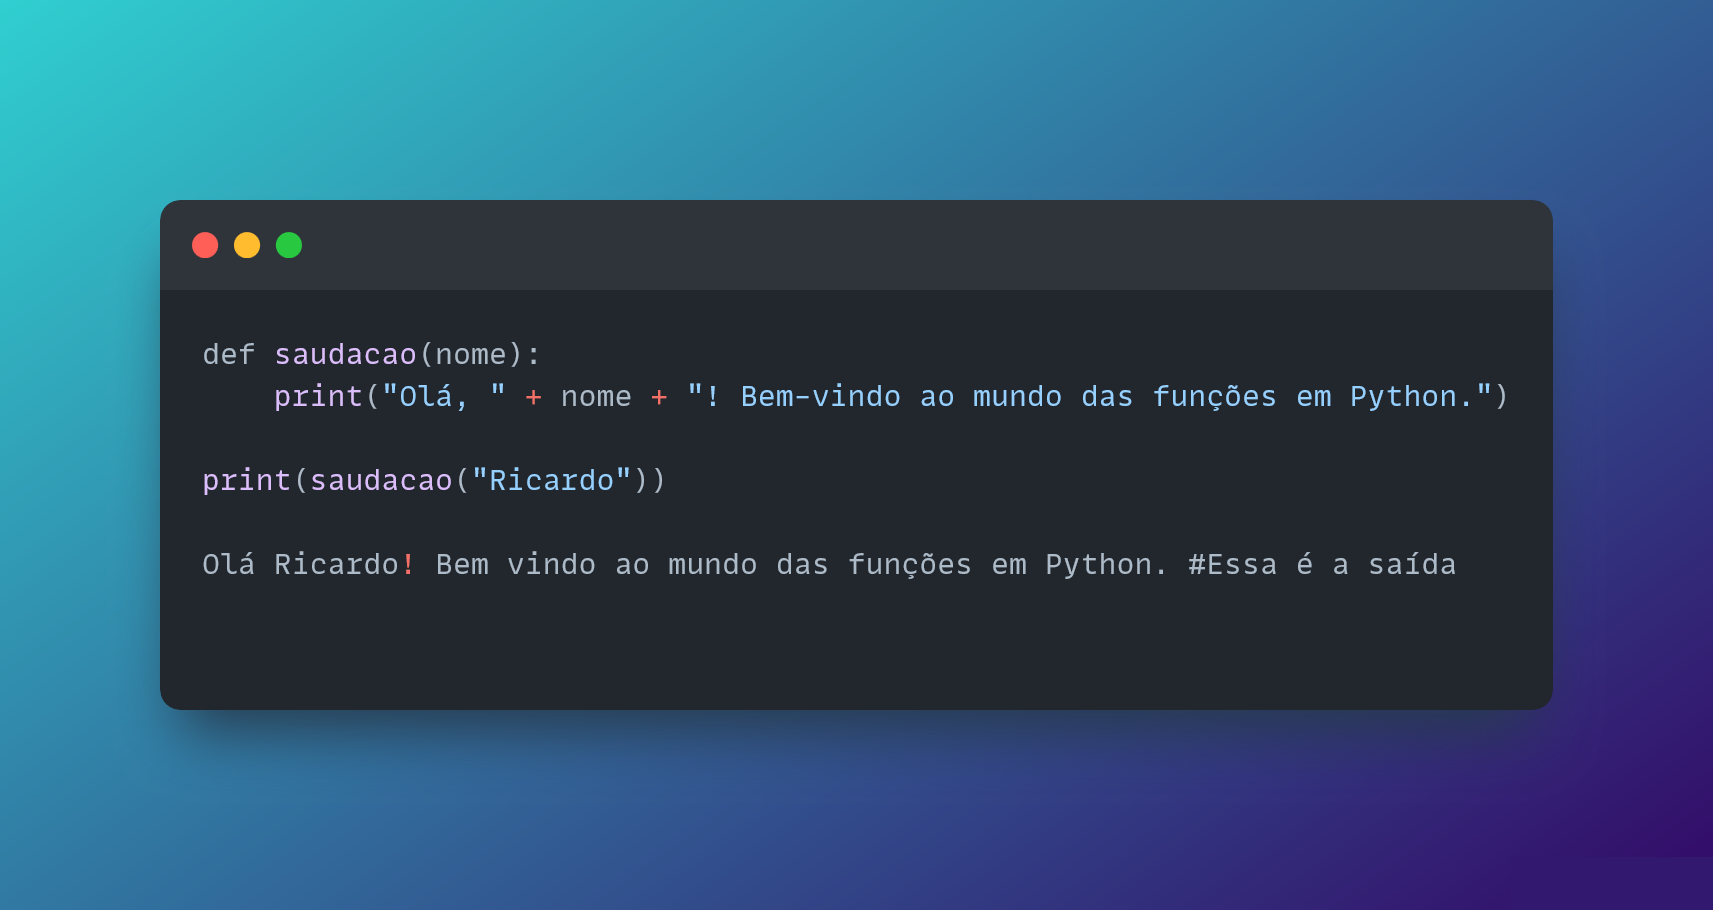 def saudacao(nome):
    print("Olá, " + nome + "! Bem-vindo ao mundo das funções em Python.")
print(saudacao("Ricardo"))
Olá Ricardo! Bem vindo ao mundo das funções em Python. #Essa é a saída